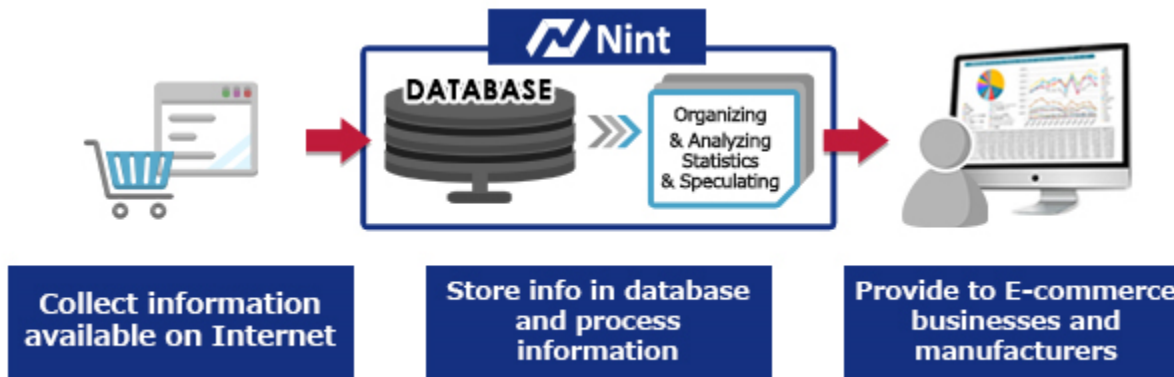 Nint
DATABASE
Organizing
& Analyzing
Statistics
& Speculating
Collect information
available on Internet
Store info in database
and process
information
Provide to E-commerce
businesses and
manufacturers